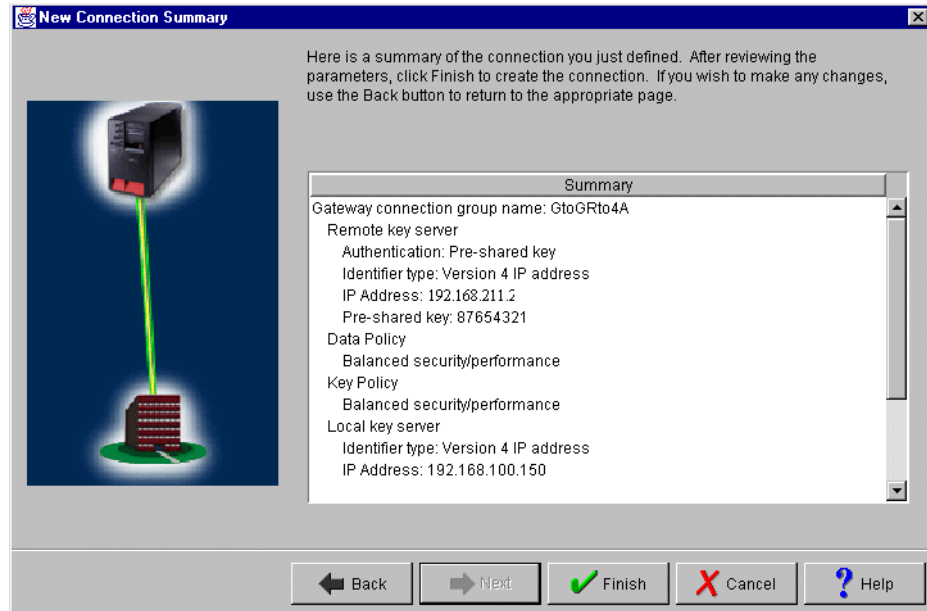 New Connection Summary
Here is a summary of the connection you just defined. After reviewing the
parameters, click Finish to create the connection. If you wish to make any changes,
use the Back button to return to the appropriate page.
Summary
Gateway connection group name: GtoGRto4A
Remote key server
Authentication: Pre-shared key
Identifier type: Version 4 IP address
IP Address: 192.168.211.2
Pre-shared key: 87654321
Data Policy
Balanced security/performance
Key Policy
Balanced security/performance
Local key server
Identifier type: Version 4 IP address
IP Address: 192.168.100.150
Back
Next
Finish
Cancel
? Help